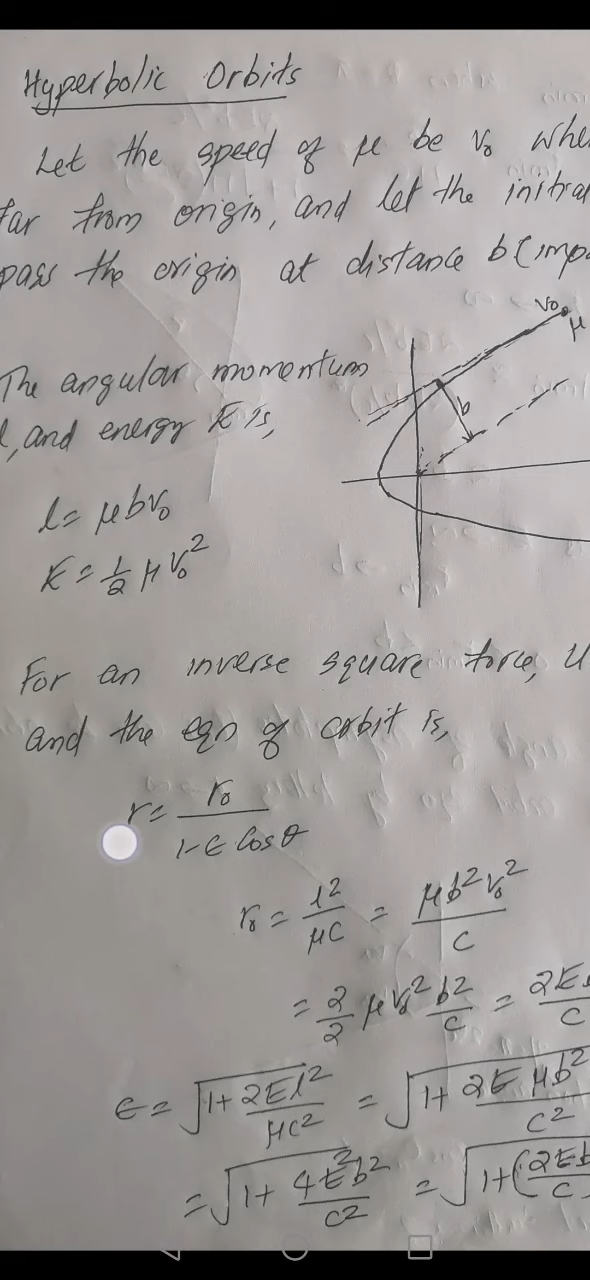 Hyperbolic Orbits
Let the speed of μ be v₀ whe
far from origin, and let the initia
pass the origin at distance b (impa
v₀
μ
b
The angular momentum
l, and energy E is,
l = μbv₀
E = 1/2 μv₀²
For an inverse square force, U
and the eqn of orbit is,
r = r₀/(1-ε Cosθ)
r₀ = l²/μC = μb²v₀²/C
= 2/2 μv₀² b²/C = 2E/C
ε = √(1+ 2El²/μC²) = √(1+ 2E μb²/C²)
= √(1+ 4E²b²/C²) = √(1+(2Eb/C